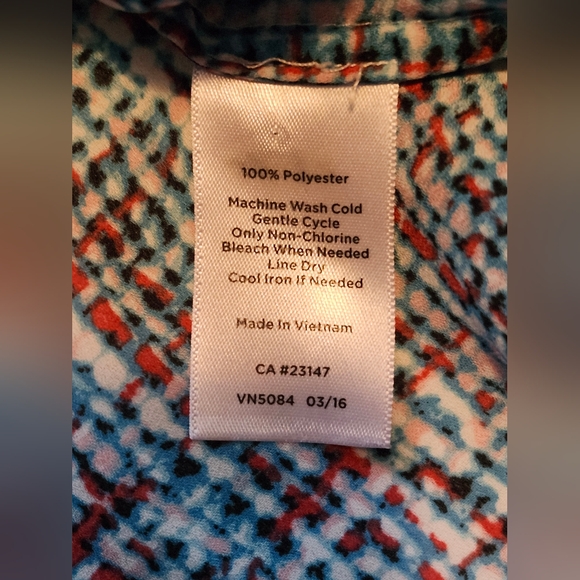 100% Polyester
Machine Wash Cold
Gentle Cycle
Only Non-Chlorine
Bleach When Needed
Line Dry
Cool Iron If Needed
Made In Vietnam
CA #23147
VN5084 03/16